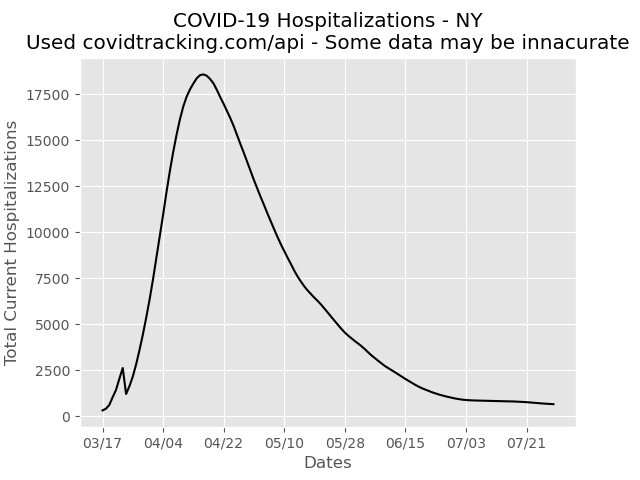 COVID-19 Hospitalizations - NY
Used covidtracking.com/api - Some data may be innacurate
Total Current Hospitalizations
17500
15000
12500
10000
7500
5000
2500
0
03/17 04/04 04/22 05/10 05/28 06/15 07/03 07/21
Dates